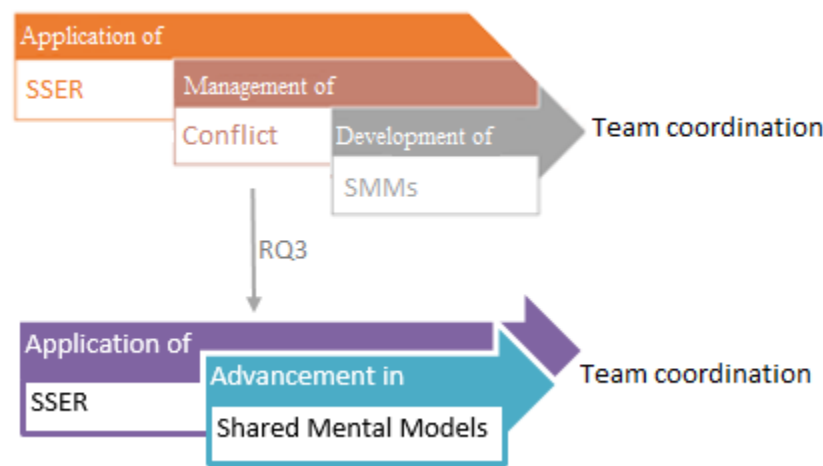 Application of
SSER
Management of
Conflict
Development of
SMMs
Team coordination
RQ3
Application of
SSER
Advancement in
Shared Mental Models
Team coordination